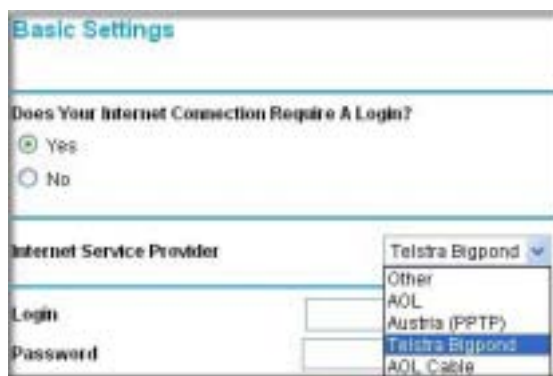 Basic Settings
Does Your Internet Connection Require A Login?
Yes
No
Internet Service Provider
Telstra Bigpond
Other
AOL
Austria (PPTP)
Telstra Bigpond
AOL Cable
Login
Password